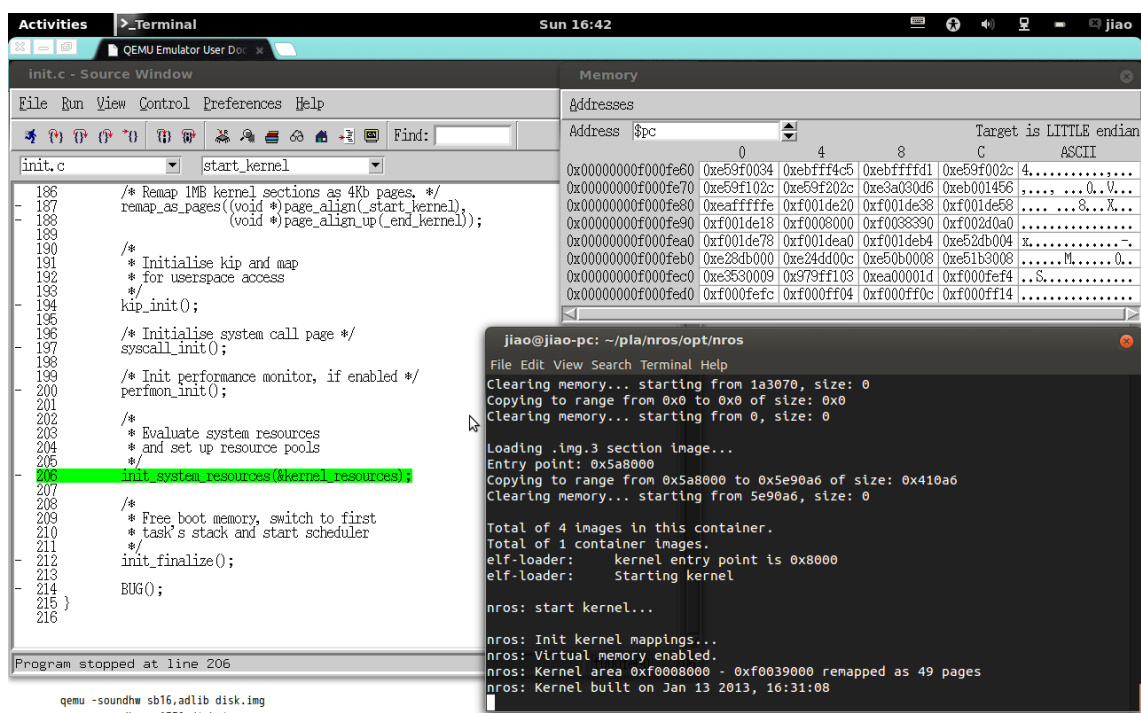 Activities >_Terminal Sun 16:42 jiao
QEMU Emulator User Doc
init.c - Source Window
File Run View Control Preferences Help
Find:
init.c start_kernel
186 /* Remap 1MB kernel sections as 4Kb pages. */
- 187 remap_as_pages((void *)page_align(_start_kernel),
- 188 (void *)page_align_up(_end_kernel));
189
190 /*
191 * Initialise kip and map
192 * for userspace access
193 */
- 194 kip_init();
195
196 /* Initialise system call page */
- 197 syscall_init();
198
199 /* Init performance monitor, if enabled */
- 200 perfmon_init();
201
202 /*
203 * Evaluate system resources
204 * and set up resource pools
205 */
- 206 init_system_resources(&kernel_resources);
207
208 /*
209 * Free boot memory, switch to first
210 * task's stack and start scheduler
211 */
- 212 init_finalize();
213
- 214 BUG();
215 }
216
Program stopped at line 206
qemu -soundhw sb16,adlib disk.img
Memory
Addresses
Address $pc Target is LITTLE endian
0 4 8 C ASCII
0x00000000f000fe60 0xe59f0034 0xebfff4c5 0xebffffd1 0xe59f002c 4...........,...
0x00000000f000fe70 0xe59f102c 0xe59f202c 0xe3a030d6 0xeb001456 ,..., ...0..V...
0x00000000f000fe80 0xeafffffe 0xf001de20 0xf001de38 0xf001de58 .... ...8...X...
0x00000000f000fe90 0xf001de18 0xf0008000 0xf0038390 0xf002d0a0 ................
0x00000000f000fea0 0xf001de78 0xf001dea0 0xf001deb4 0xe52db004 x.............-.
0x00000000f000feb0 0xe28db000 0xe24dd00c 0xe50b0008 0xe51b3008 ......M......0..
0x00000000f000fec0 0xe3530009 0x979ff103 0xea00001d 0xf000fef4 ..S.............
0x00000000f000fed0 0xf000fefc 0xf000ff04 0xf000ff0c 0xf000ff14 ................
jiao@jiao-pc: ~/pla/nros/opt/nros
File Edit View Search Terminal Help
Clearing memory... starting from 1a3070, size: 0
Copying to range from 0x0 to 0x0 of size: 0x0
Clearing memory... starting from 0, size: 0
Loading .img.3 section image...
Entry point: 0x5a8000
Copying to range from 0x5a8000 to 0x5e90a6 of size: 0x410a6
Clearing memory... starting from 5e90a6, size: 0
Total of 4 images in this container.
Total of 1 container images.
elf-loader: kernel entry point is 0x8000
elf-loader: Starting kernel
nros: start kernel...
nros: Init kernel mappings...
nros: Virtual memory enabled.
nros: Kernel area 0xf0008000 - 0xf0039000 remapped as 49 pages
nros: Kernel built on Jan 13 2013, 16:31:08